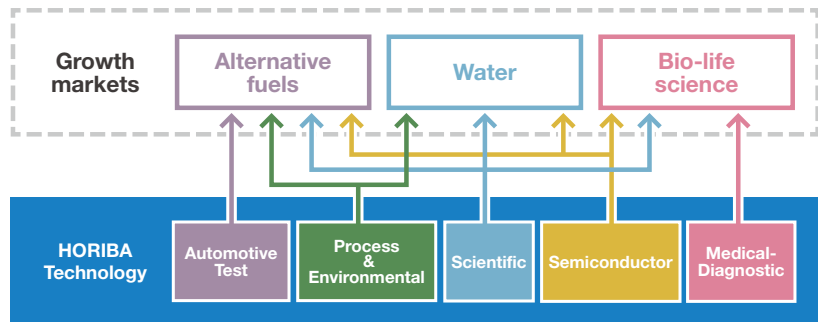 Growth
markets
Alternative
fuels
Water
Bio-life
science
HORIBA
Technology
Automotive
Test
Process
&
Environmental
Scientific
Semiconductor
Medical-
Diagnostic